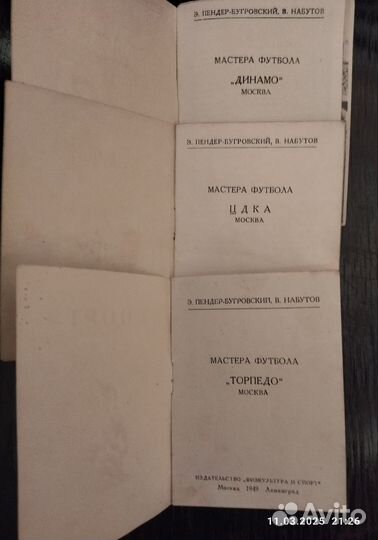 Э. ПЕНДЕР-БУГРОВСКИЙ, В. НАБУТОВ
МАСТЕРА ФУТБОЛА
„ДИНАМО"
МОСКВА
Э. ПЕНДЕР-БУГРОВСКИЙ, В. НАБУТОВ
МАСТЕРА ФУТБОЛА
ЦДКА
МОСКВА
Э. ПЕНДЕР-БУГРОВСКИЙ, В. НАБУТОВ
МАСТЕРА ФУТБОЛА
„ТОРПЕДО"
МОСКВА
ИЗДАТЕЛЬСТВО „ФИЗКУЛЬТУРА И СПОРТ"
Москва 1949 Ленинград
11.03.2025 21:26
Avito